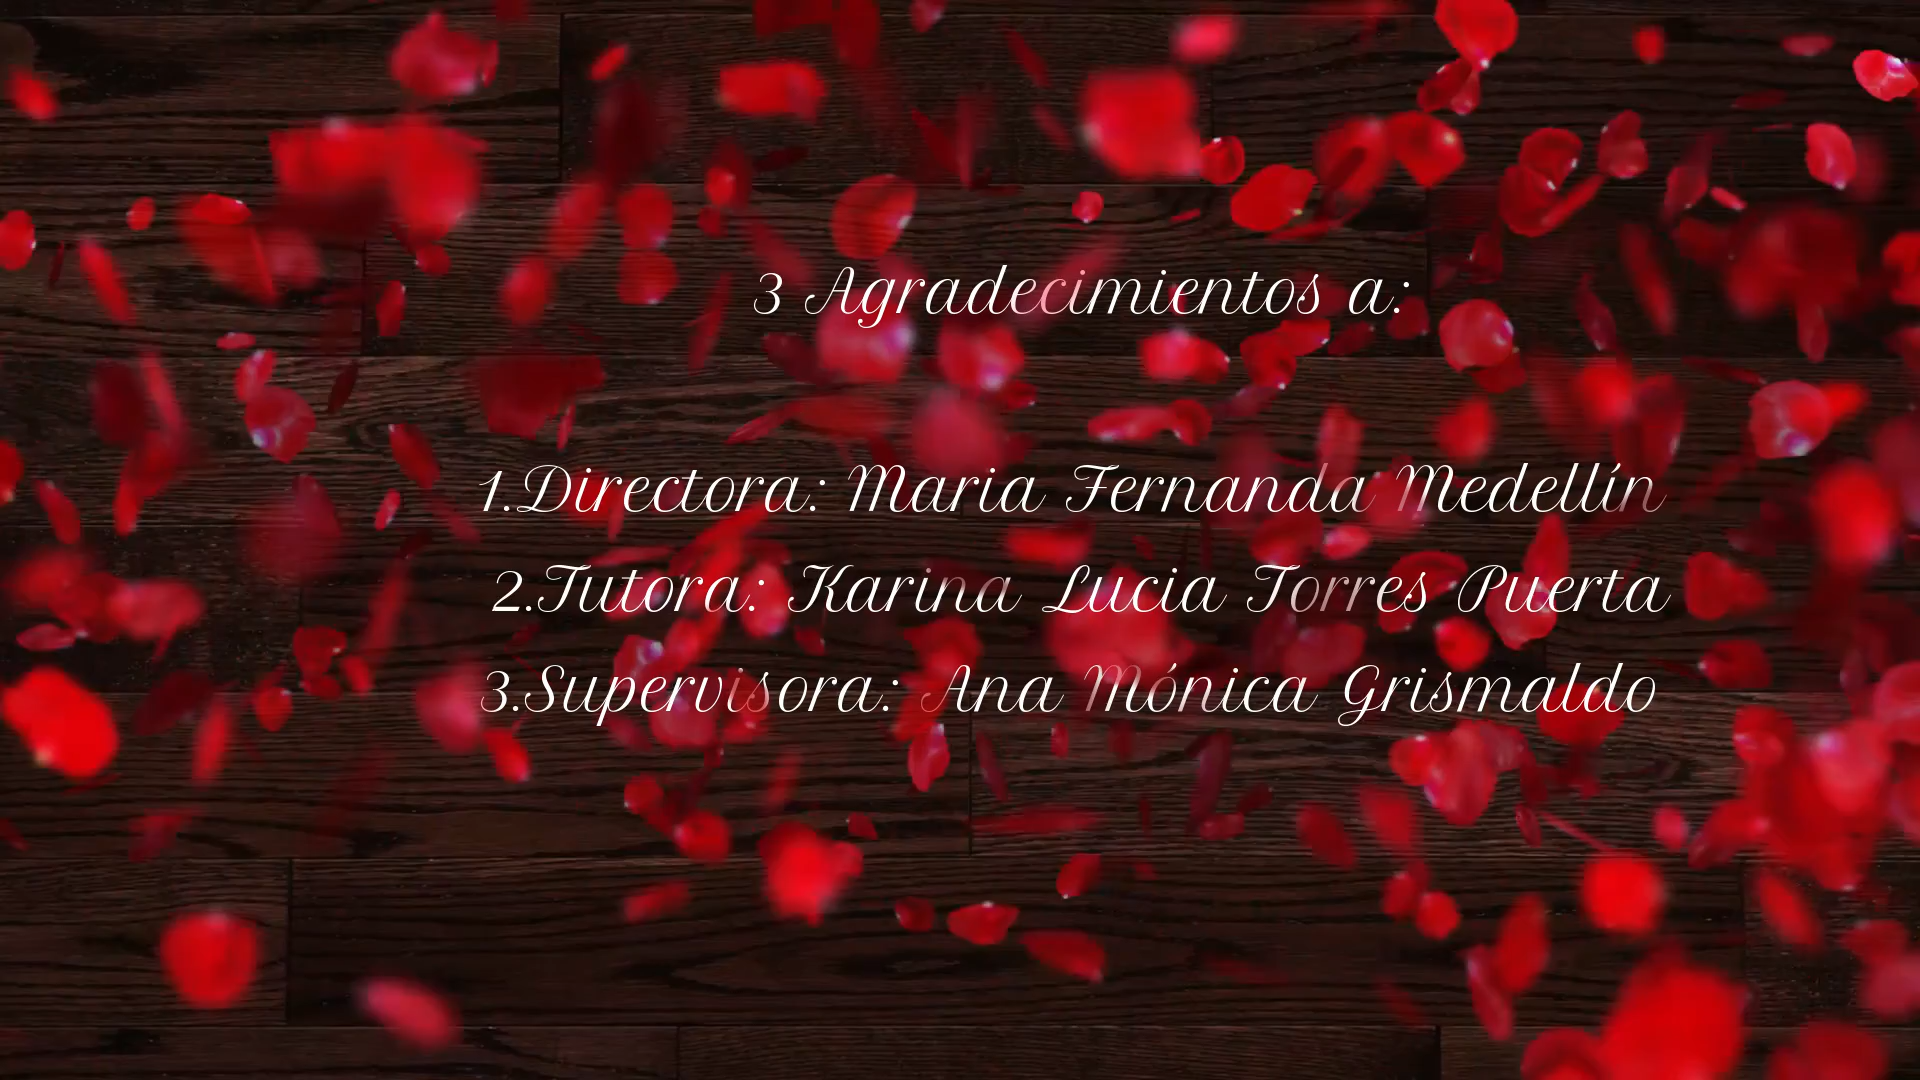 3 Agradecimientos a:
1.Directora: Maria Fernanda Medellín
2.Tutora: Karina Lucia Torres Puerta
3.Supervisora: Ana Mónica Grismaldo